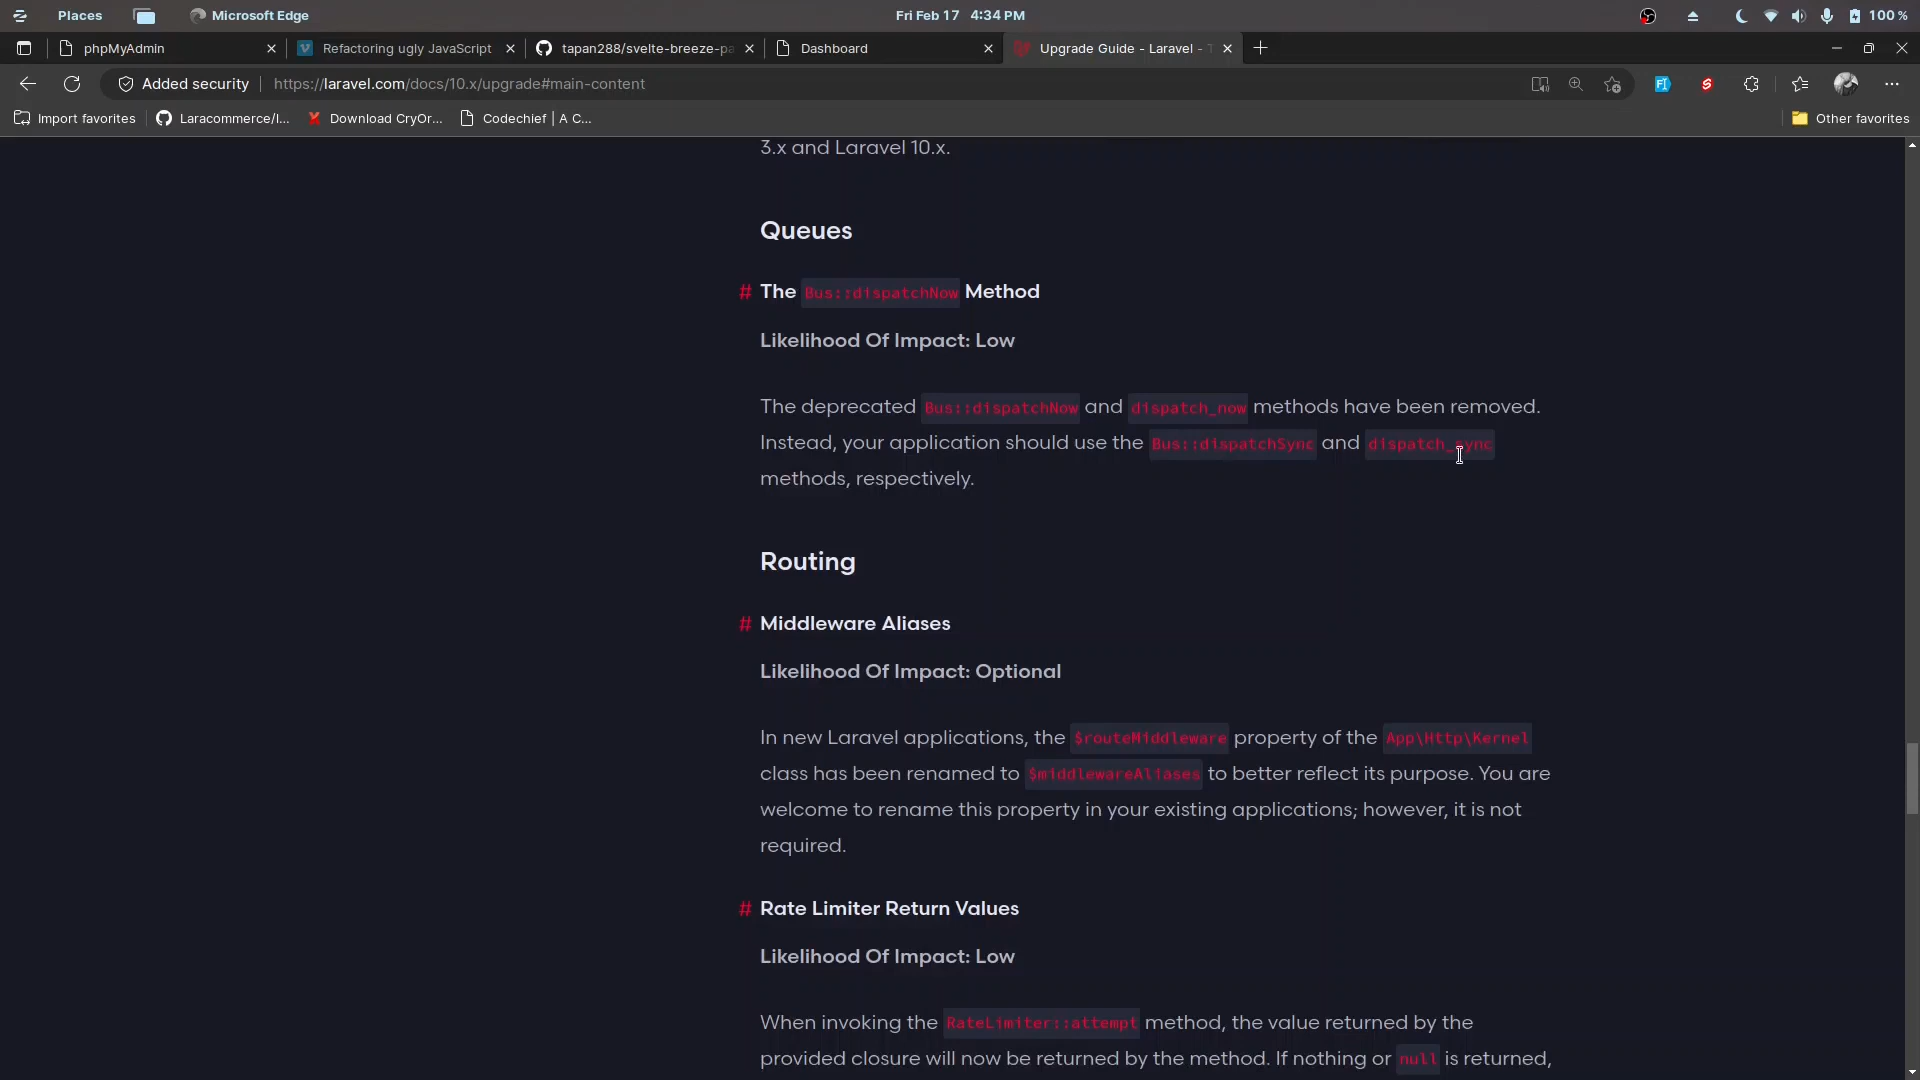 Places
Microsoft Edge
Fri Feb 17 4:34 PM
100 %
phpMyAdmin
Refactoring ugly JavaScript
tapan288/svelte-breeze-pa
Dashboard
Upgrade Guide - Laravel - T
Added security
https://laravel.com/docs/10.x/upgrade#main-content
Import favorites
Laracommerce/l...
Download CryOr...
Codechief | A C...
Other favorites
3.x and Laravel 10.x.
Queues
# The Bus::dispatchNow Method
Likelihood Of Impact: Low
The deprecated Bus::dispatchNow and dispatch_now methods have been removed.
Instead, your application should use the Bus::dispatchSync and dispatch_sync
methods, respectively.
Routing
# Middleware Aliases
Likelihood Of Impact: Optional
In new Laravel applications, the $routeMiddleware property of the App\Http\Kernel
class has been renamed to $middlewareAliases to better reflect its purpose. You are
welcome to rename this property in your existing applications; however, it is not
required.
# Rate Limiter Return Values
Likelihood Of Impact: Low
When invoking the RateLimiter::attempt method, the value returned by the
provided closure will now be returned by the method. If nothing or null is returned,